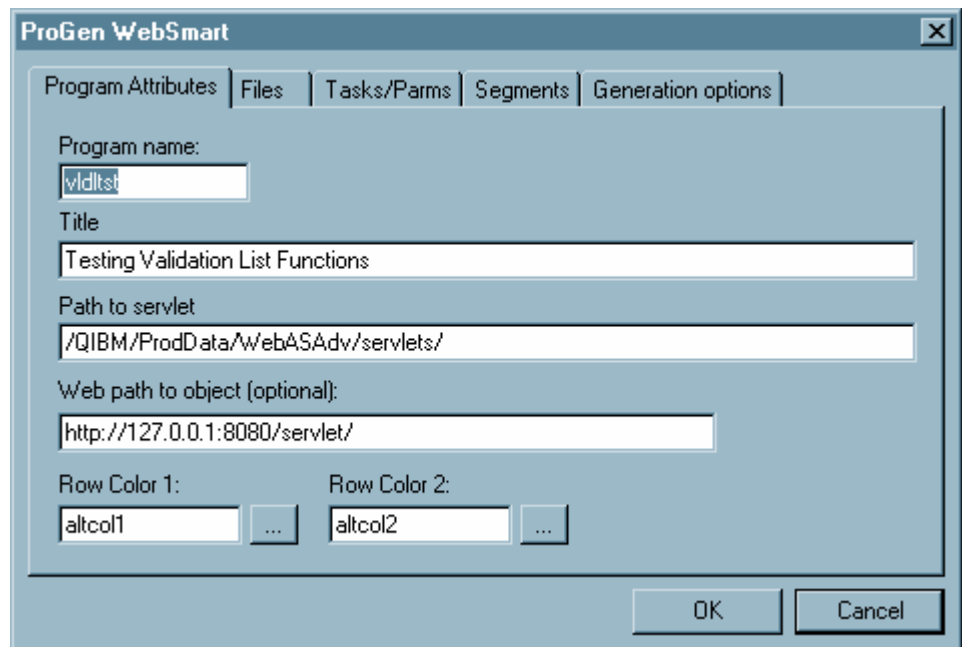 ProGen WebSmart
Program Attributes Files Tasks/Parms Segments Generation options
Program name:
vldltst
Title
Testing Validation List Functions
Path to servlet
/QIBM/ProdData/WebASAdv/servlets/
Web path to object (optional):
http://127.0.0.1:8080/servlet/
Row Color 1: Row Color 2:
altcol1 ... altcol2 ...
OK Cancel